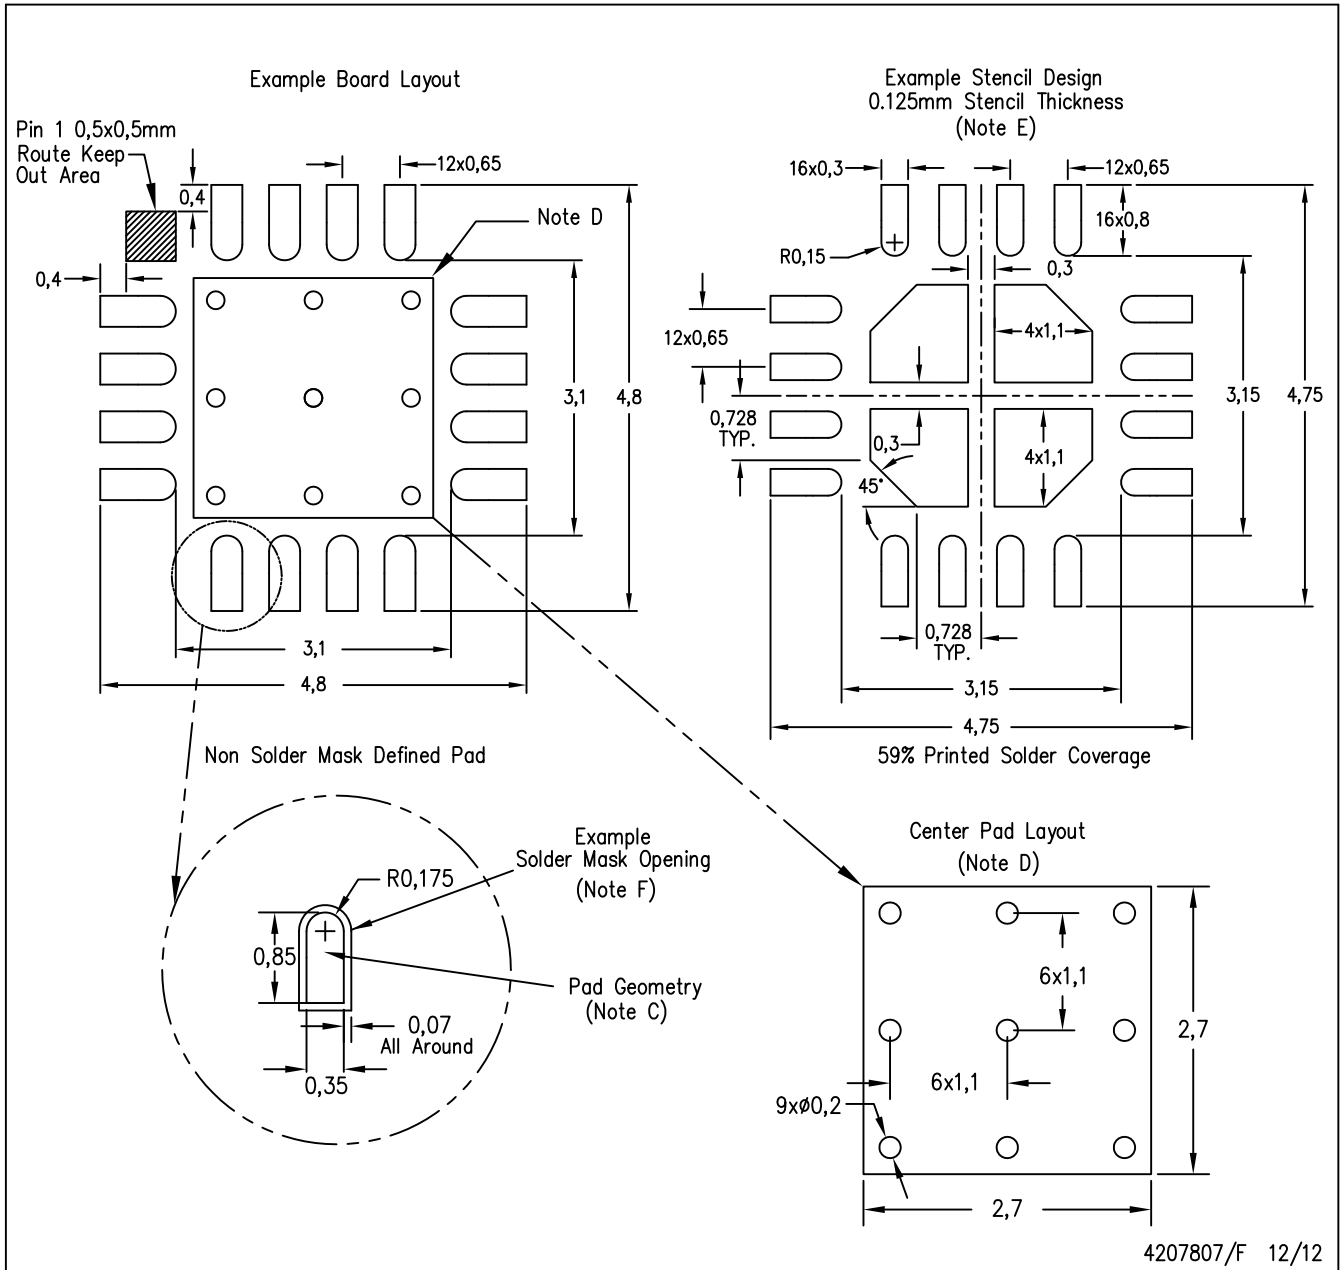 Example Board Layout
Pin 1 0,5x0,5mm
Route Keep
Out Area
12x0,65
0,4
Note D
0,4
3,1
4,8
3,1
4,8
Example Stencil Design
0.125mm Stencil Thickness
(Note E)
16x0,3
12x0,65
16x0,8
R0,15
0,3
12x0,65
4x1,1
3,15
4,75
0,728
TYP.
0,3
4x1,1
45°
0,728
TYP.
3,15
4,75
59% Printed Solder Coverage
Non Solder Mask Defined Pad
Example
Solder Mask Opening
(Note F)
R0,175
0,85
Pad Geometry
(Note C)
0,07
All Around
0,35
Center Pad Layout
(Note D)
6x1,1
2,7
6x1,1
9xø0,2
2,7
4207807/F 12/12